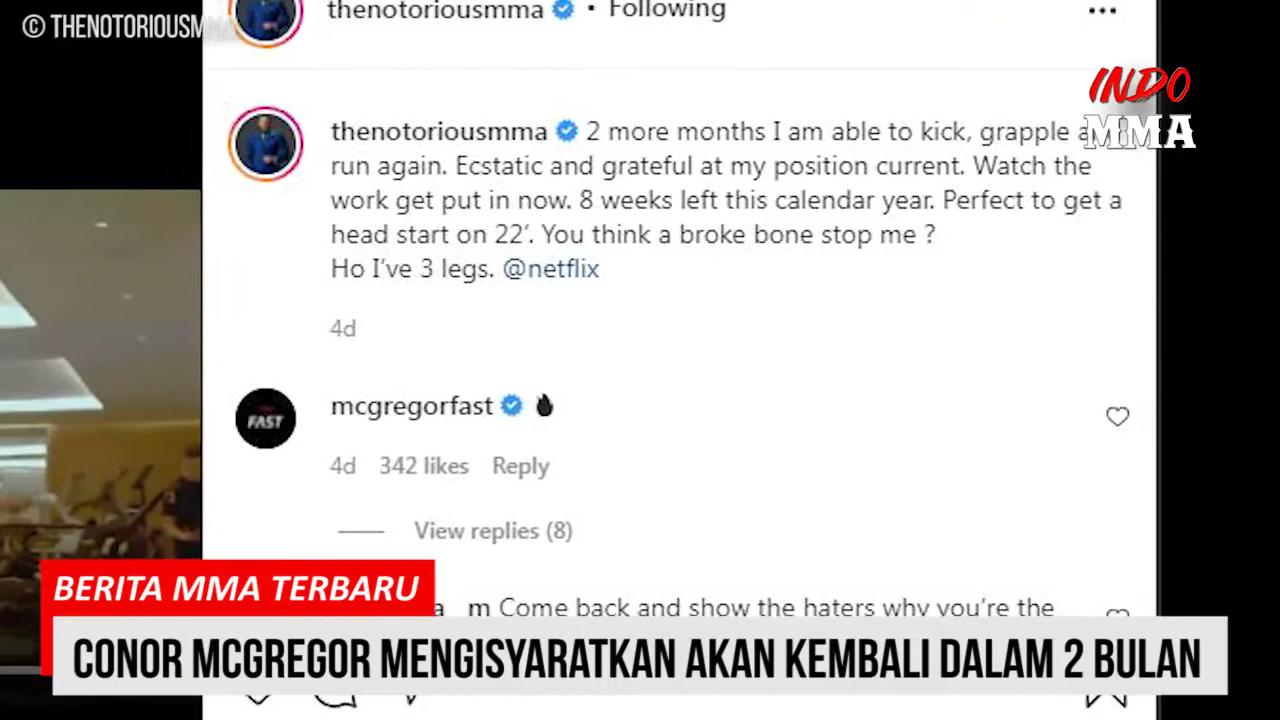 © THENOTORIOUSMMA
thenotoriousmma • Following
INDO
MMA
thenotoriousmma 2 more months I am able to kick, grapple
run again. Ecstatic and grateful at my position current. Watch the
work get put in now. 8 weeks left this calendar year. Perfect to get a
head start on 22’. You think a broke bone stop me ?
Ho I’ve 3 legs. @netflix
4d
FAST
mcgregorfast
4d 342 likes Reply
View replies (8)
m Come back and show the haters why you’re the
BERITA MMA TERBARU
CONOR MCGREGOR MENGISYARATKAN AKAN KEMBALI DALAM 2 BULAN